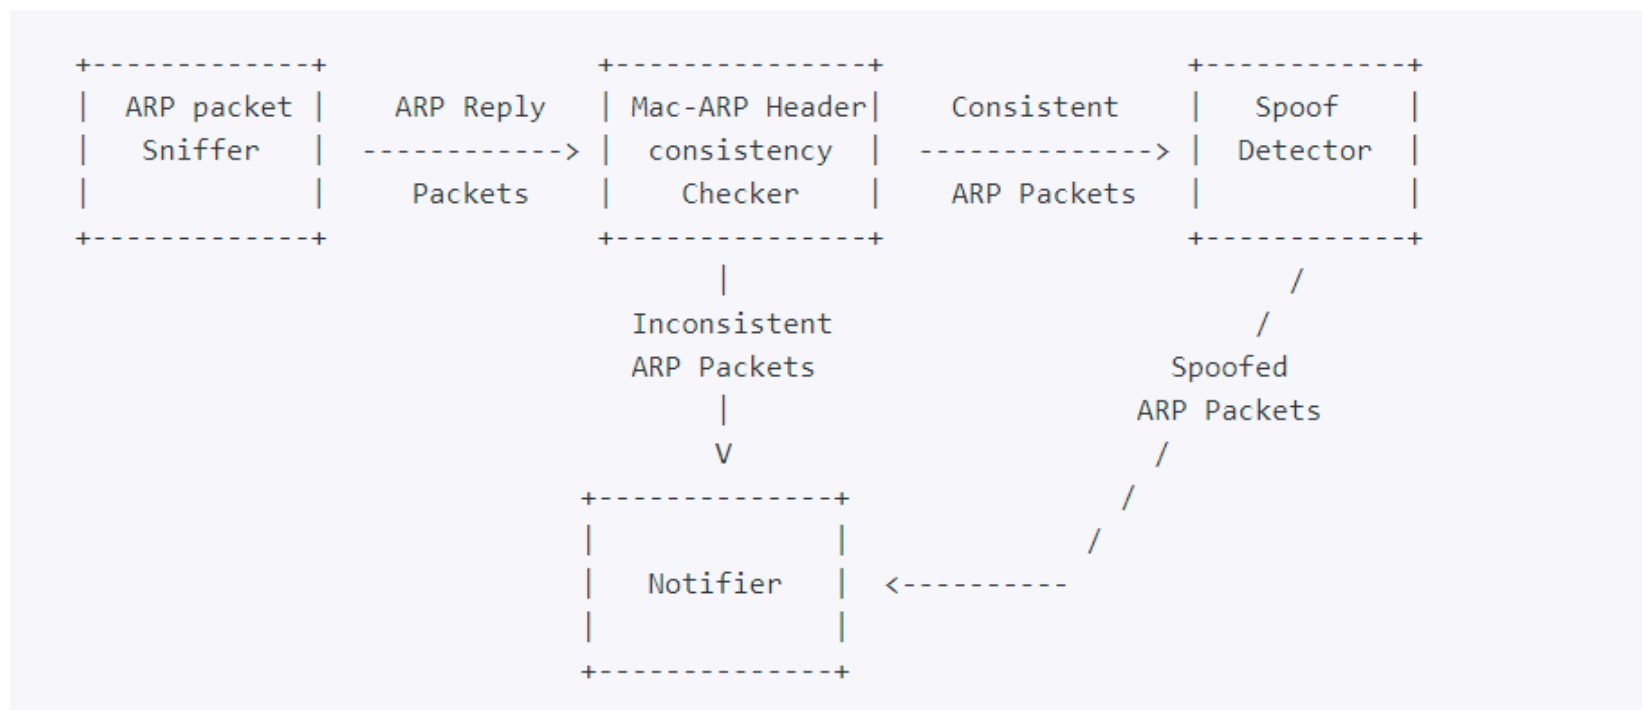 +-------------+                +---------------+                  +------------+
|  ARP packet |    ARP Reply   | Mac-ARP Header|    Consistent    |   Spoof    |
|   Sniffer   |  ------------> |  consistency  |  --------------> |  Detector  |
|             |     Packets    |    Checker    |    ARP Packets   |            |
+-------------+                +---------------+                  +------------+
                                      |                                 /
                                 Inconsistent                         /
                                 ARP Packets                     Spoofed
                                      |                        ARP Packets
                                      V                         /
                              +--------------+                /
                              |              |              /
                              |   Notifier   |  <----------
                              |              |
                              +--------------+